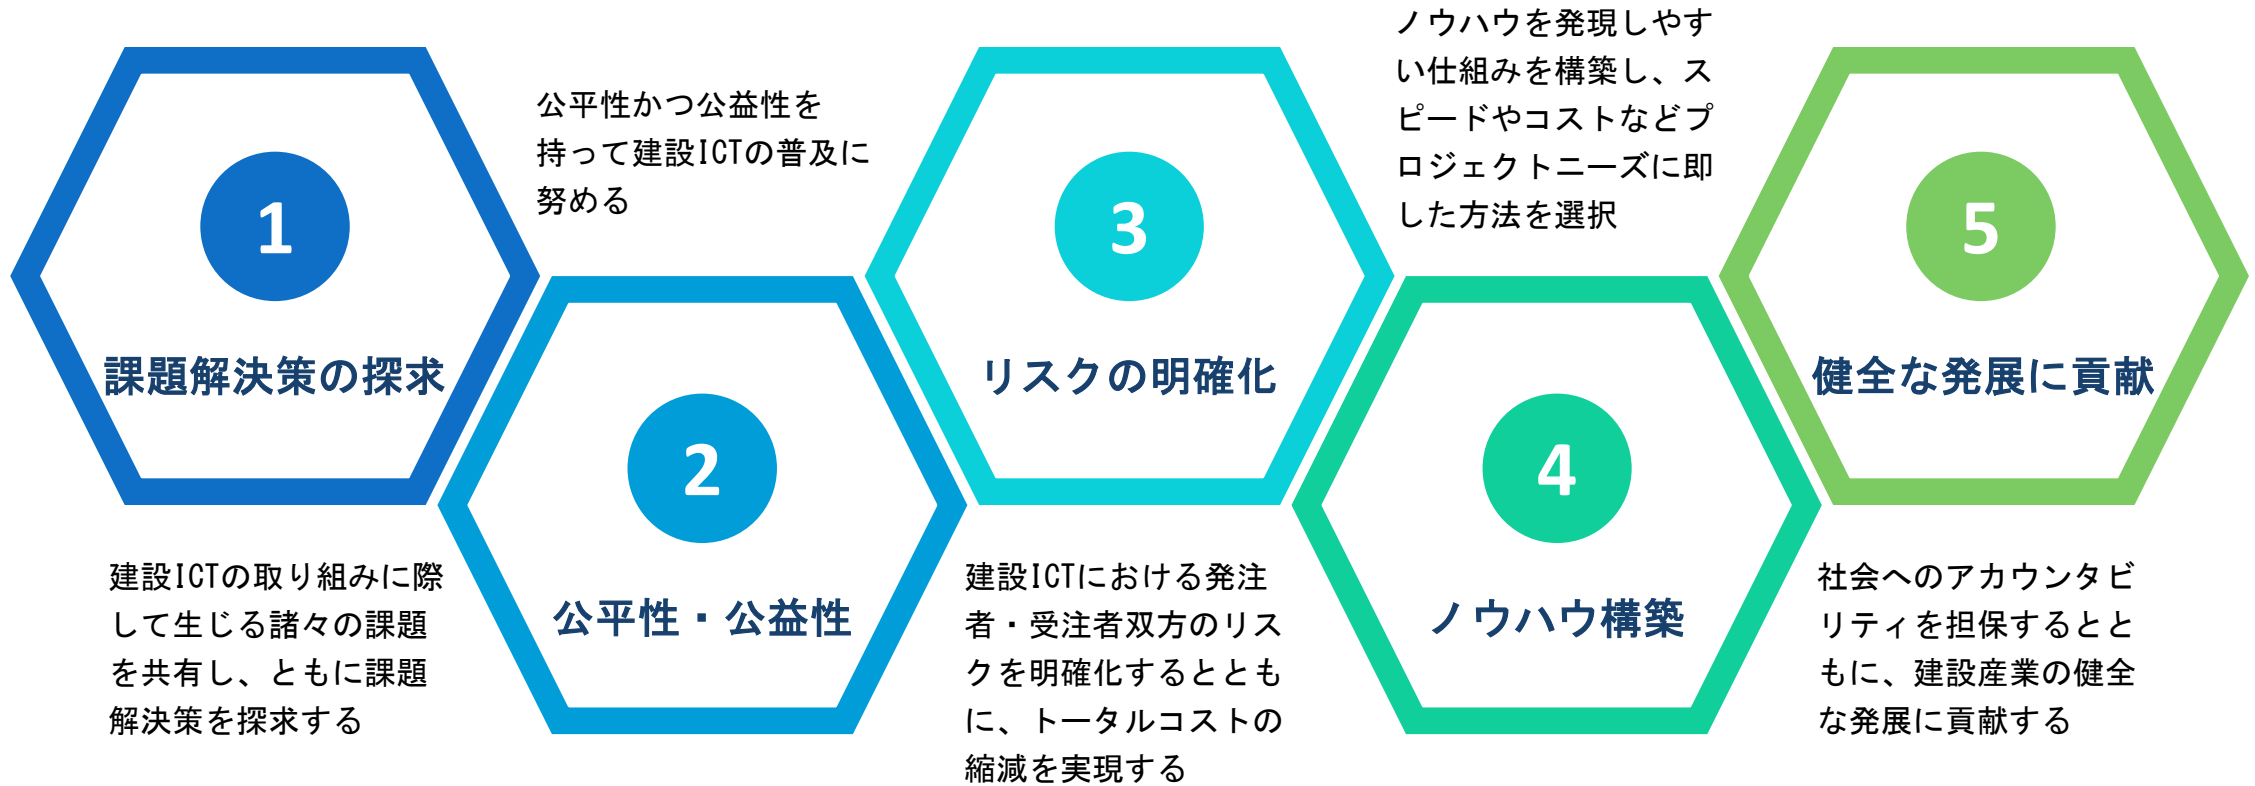 1
課題解決策の探求
建設ICTの取り組みに際
して生じる諸々の課題
を共有し、ともに課題
解決策を探求する
公平性かつ公益性を
持って建設ICTの普及に
努める
2
公平性・公益性
3
リスクの明確化
建設ICTにおける発注
者・受注者双方のリス
クを明確化するととも
に、トータルコストの
縮減を実現する
ノウハウを発現しやす
い仕組みを構築し、ス
ピードやコストなどプ
ロジェクトニーズに即
した方法を選択
4
ノウハウ構築
5
健全な発展に貢献
社会へのアカウンタビ
リティを担保するとと
もに、建設産業の健全
な発展に貢献する